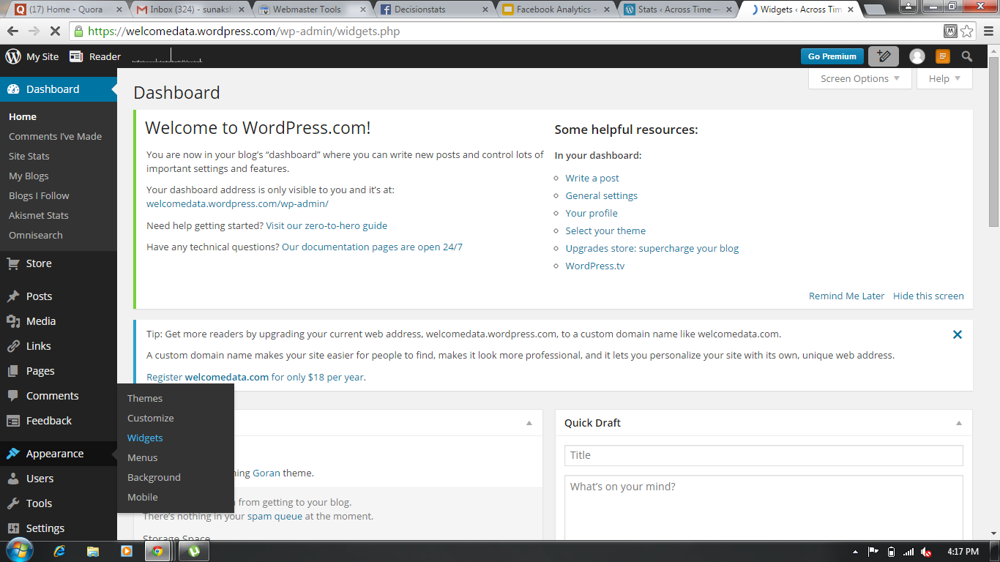 (17) Home - Quora
Inbox (324) - sunaksh
Webmaster Tools
Decisionstats
Facebook Analytics -
Stats ‹ Across Time —
Widgets ‹ Across Tim
https://welcomedata.wordpress.com/wp-admin/widgets.php
My Site
Reader
Go Premium
Dashboard
Home
Comments I've Made
Site Stats
My Blogs
Blogs I Follow
Akismet Stats
Omnisearch
Store
Posts
Media
Links
Pages
Comments
Feedback
Appearance
Users
Tools
Settings
Themes
Customize
Widgets
Menus
Background
Mobile
Screen Options
Help
Dashboard
Welcome to WordPress.com!
You are now in your blog's “dashboard” where you can write new posts and control lots of
important settings and features.
Your dashboard address is only visible to you and it's at:
welcomedata.wordpress.com/wp-admin/
Need help getting started? Visit our zero-to-hero guide
Have any technical questions? Our documentation pages are open 24/7
Some helpful resources:
In your dashboard:
Write a post
General settings
Your profile
Select your theme
Upgrades store: supercharge your blog
WordPress.tv
Remind Me Later
Hide this screen
Tip: Get more readers by upgrading your current web address, welcomedata.wordpress.com, to a custom domain name like welcomedata.com.
A custom domain name makes your site easier for people to find, makes it look more professional, and it lets you personalize your site with its own, unique web address.
Register welcomedata.com for only $18 per year.
Goran theme.
from getting to your blog.
There's nothing in your spam queue at the moment.
Storage Space
Quick Draft
Title
What's on your mind?
4:17 PM